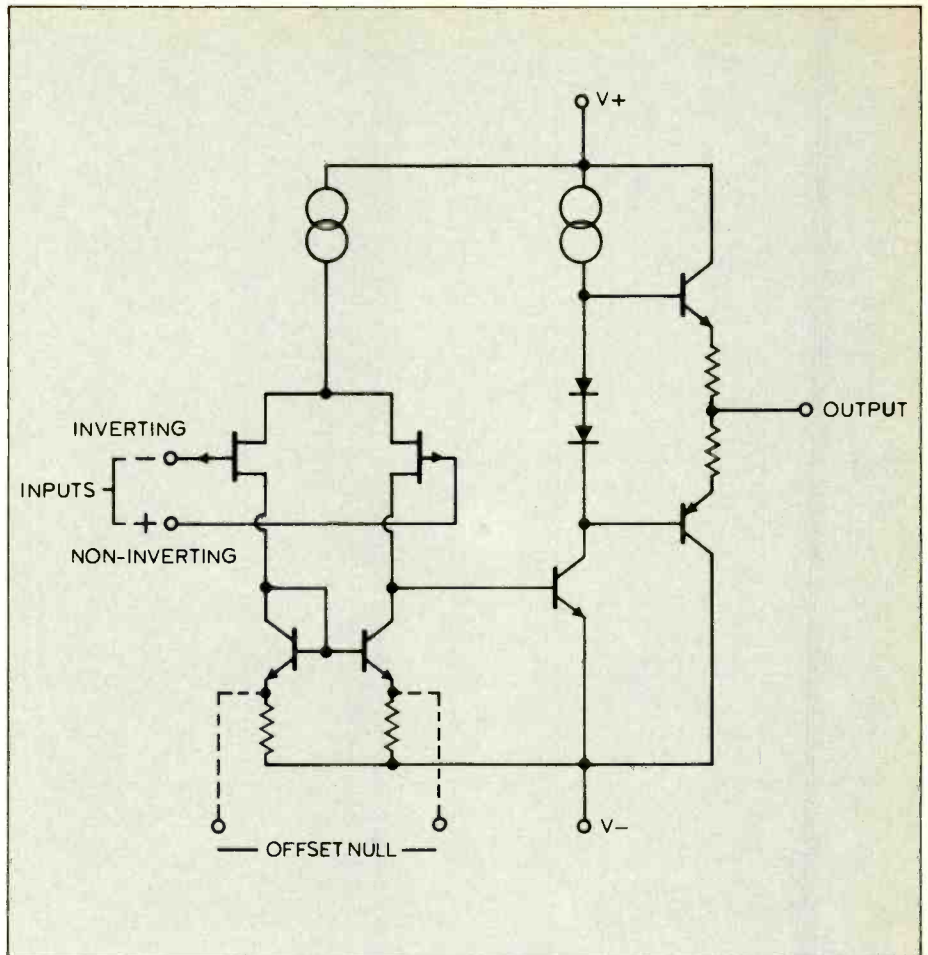 V+
OUTPUT
INVERTING
INPUTS
NON-INVERTING
OFFSET NULL
V−